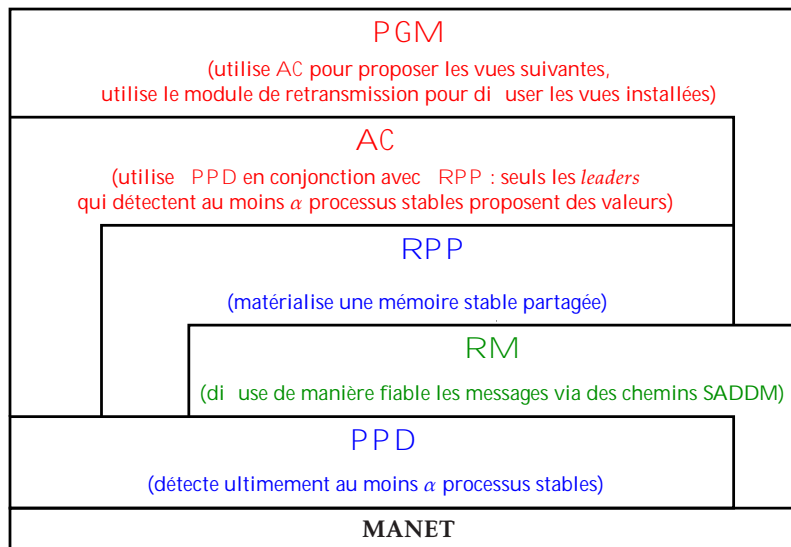 PGM
(utilise AC pour proposer les vues suivantes,
utilise le module de retransmission pour di user les vues installées)
AC
(utilise PPD en conjonction avec RPP : seuls les leaders
qui détectent au moins α processus stables proposent des valeurs)
RPP
(matérialise une mémoire stable partagée)
RM
(di use de manière fiable les messages via des chemins SADDM)
PPD
(détecte ultimement au moins α processus stables)
MANET